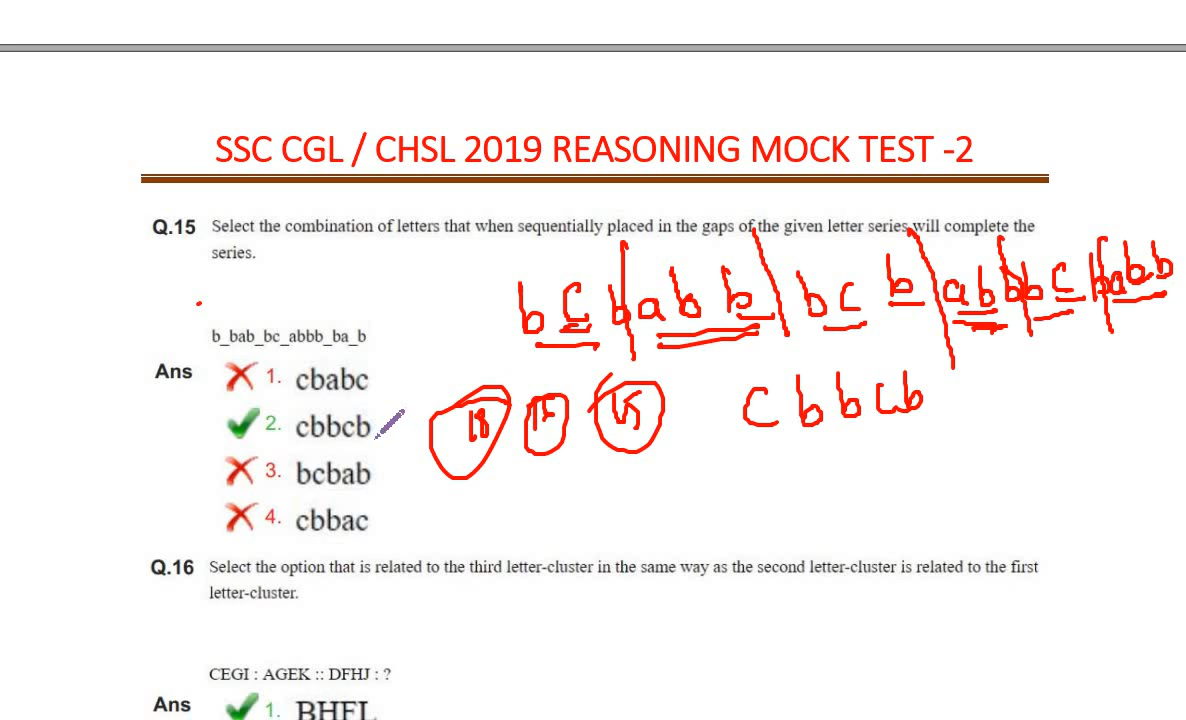 SSC CGL / CHSL 2019 REASONING MOCK TEST -2
Q.15 Select the combination of letters that when sequentially placed in the gaps of the given letter series will complete the
series.
b c b a b b b c b a b b b c b a b b
b_bab_bc_abbb_ba_b
Ans 1. cbabc
2. cbbcb
18 15 15
c b b c b
3. bcbab
4. cbbac
Q.16 Select the option that is related to the third letter-cluster in the same way as the second letter-cluster is related to the first
letter-cluster.
CEGI : AGEK :: DFHJ : ?
Ans 1. BHFL